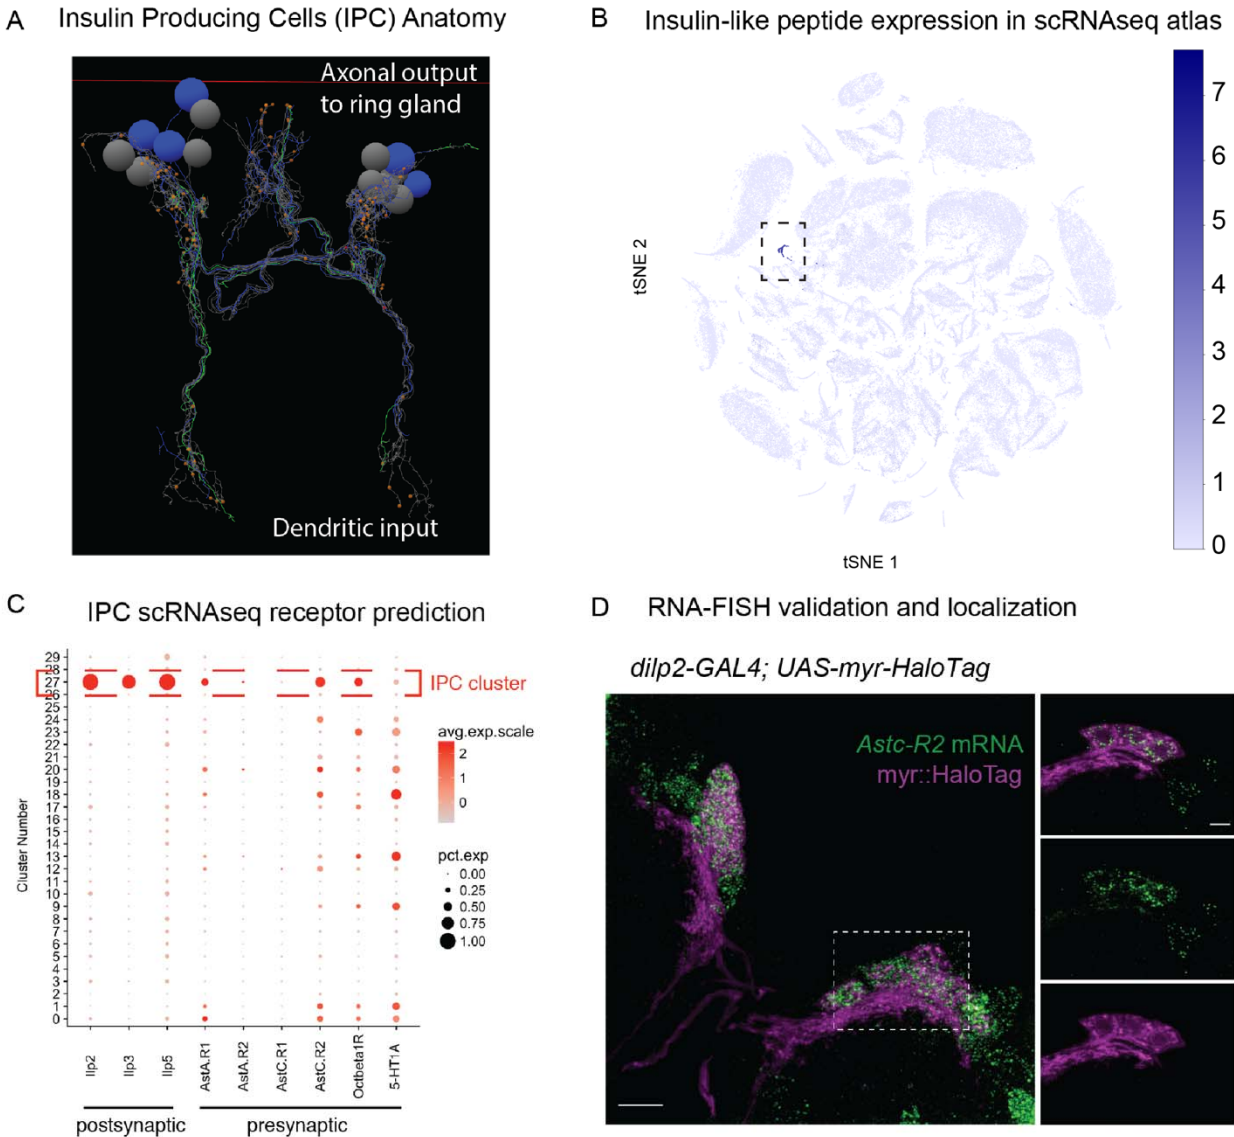 A Insulin Producing Cells (IPC) Anatomy
Axonal output
to ring gland
Dendritic input
B Insulin-like peptide expression in scRNAseq atlas
7
6
5
4
3
2
1
0
tSNE 2
tSNE 1
C IPC scRNAseq receptor prediction
29
28
27
26
24
23
22
21
20
18
17
16
15
14
13
12
11
10
9
8
7
6
5
4
3
2
1
0
Cluster Number
IPC cluster
avg.exp.scale
2
1
0
pct.exp
0.00
0.25
0.50
0.75
1.00
Ilp2
Ilp3
Ilp5
AstA.R1
AstA.R2
AstC.R1
AstC.R2
Octbeta1R
5-HT1A
postsynaptic
presynaptic
D RNA-FISH validation and localization
dilp2-GAL4; UAS-myr-HaloTag
Astc-R2 mRNA
myr::HaloTag